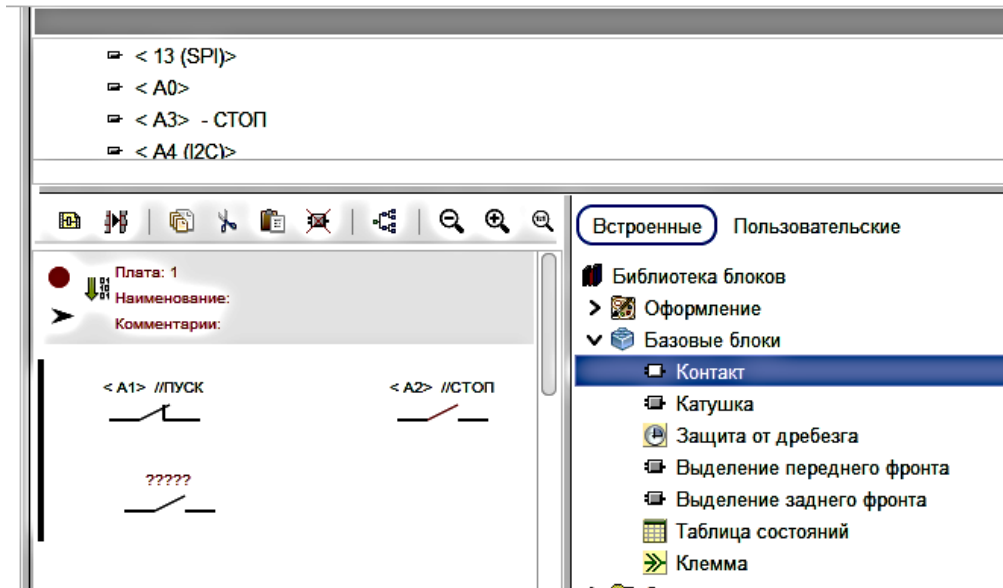 < 13 (SPI)>
< A0>
< A3> - СТОП
< A4 (I2C)>
Встроенные Пользовательские
Плата: 1
Наименование:
Комментарии:
Библиотека блоков
Оформление
Базовые блоки
Контакт
Катушка
Защита от дребезга
Выделение переднего фронта
Выделение заднего фронта
Таблица состояний
Клемма
< A1> //ПУСК < A2> //СТОП
?????